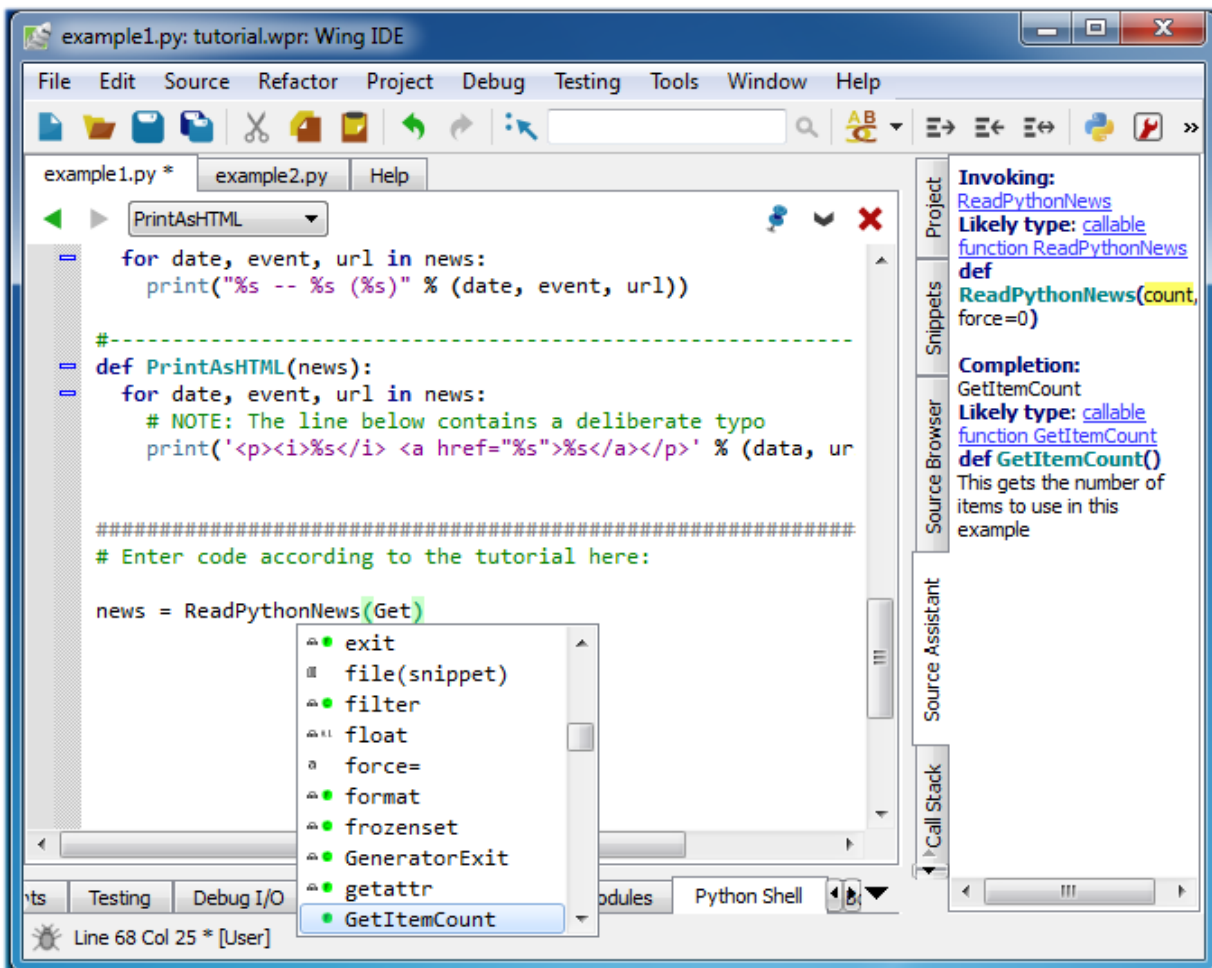 example1.py: tutorial.wpr: Wing IDE
File Edit Source Refactor Project Debug Testing Tools Window Help
example1.py * example2.py Help
PrintAsHTML
for date, event, url in news:
print("%s -- %s (%s)" % (date, event, url))
#-----------------------------------------------------------
def PrintAsHTML(news):
for date, event, url in news:
# NOTE: The line below contains a deliberate typo
print('<p><i>%s</i> <a href="%s">%s</a></p>' % (data, ur
############################################################
# Enter code according to the tutorial here:
news = ReadPythonNews(Get)
exit
file(snippet)
filter
float
force=
format
frozenset
GeneratorExit
getattr
GetItemCount
Project
Snippets
Source Browser
Source Assistant
Call Stack
Invoking:
ReadPythonNews
Likely type: callable
function ReadPythonNews
def
ReadPythonNews(count,
force=0)
Completion:
GetItemCount
Likely type: callable
function GetItemCount
def GetItemCount()
This gets the number of
items to use in this
example
Testing Debug I/O Python Shell
Line 68 Col 25 * [User]